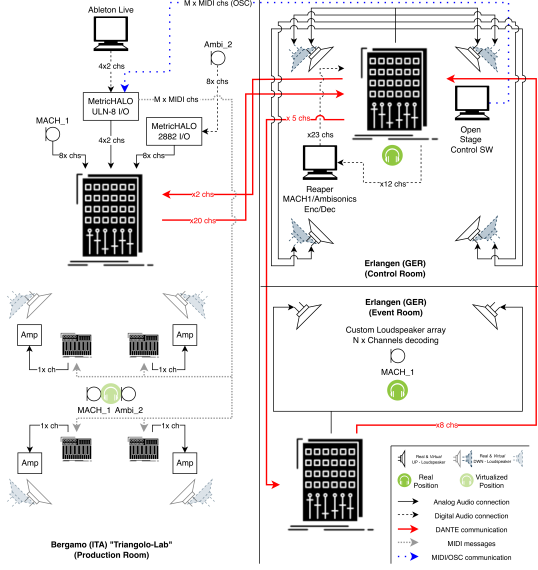 M x MIDI chs (OSC)
Ableton Live
4x2 chs
Ambi_2
8x chs
MetricHALO
ULN-8 I/O
M x MIDI chs
MACH_1
4x2 chs
MetricHALO
2882 I/O
8x chs
8x chs
x2 chs
x20 chs
x 5 chs
x23 chs
Open
Stage
Control SW
Reaper
MACH1/Ambisonics
Enc/Dec
x12 chs
Erlangen (GER)
(Control Room)
Erlangen (GER)
(Event Room)
Custom Loudspeaker array
N x Channels decoding
MACH_1
x8 chs
Amp
Amp
1x ch
1x ch
MACH_1
Ambi_2
1x ch
1x ch
Amp
Amp
Bergamo (ITA) "Triangolo-Lab"
(Production Room)
Real & Virtual
UP - Loudspeaker
Real & Virtual
DWN - Loudspeaker
Real
Position
Virtualized
Position
Analog Audio connection
Digital Audio connection
DANTE communication
MIDI messages
MIDI/OSC communication